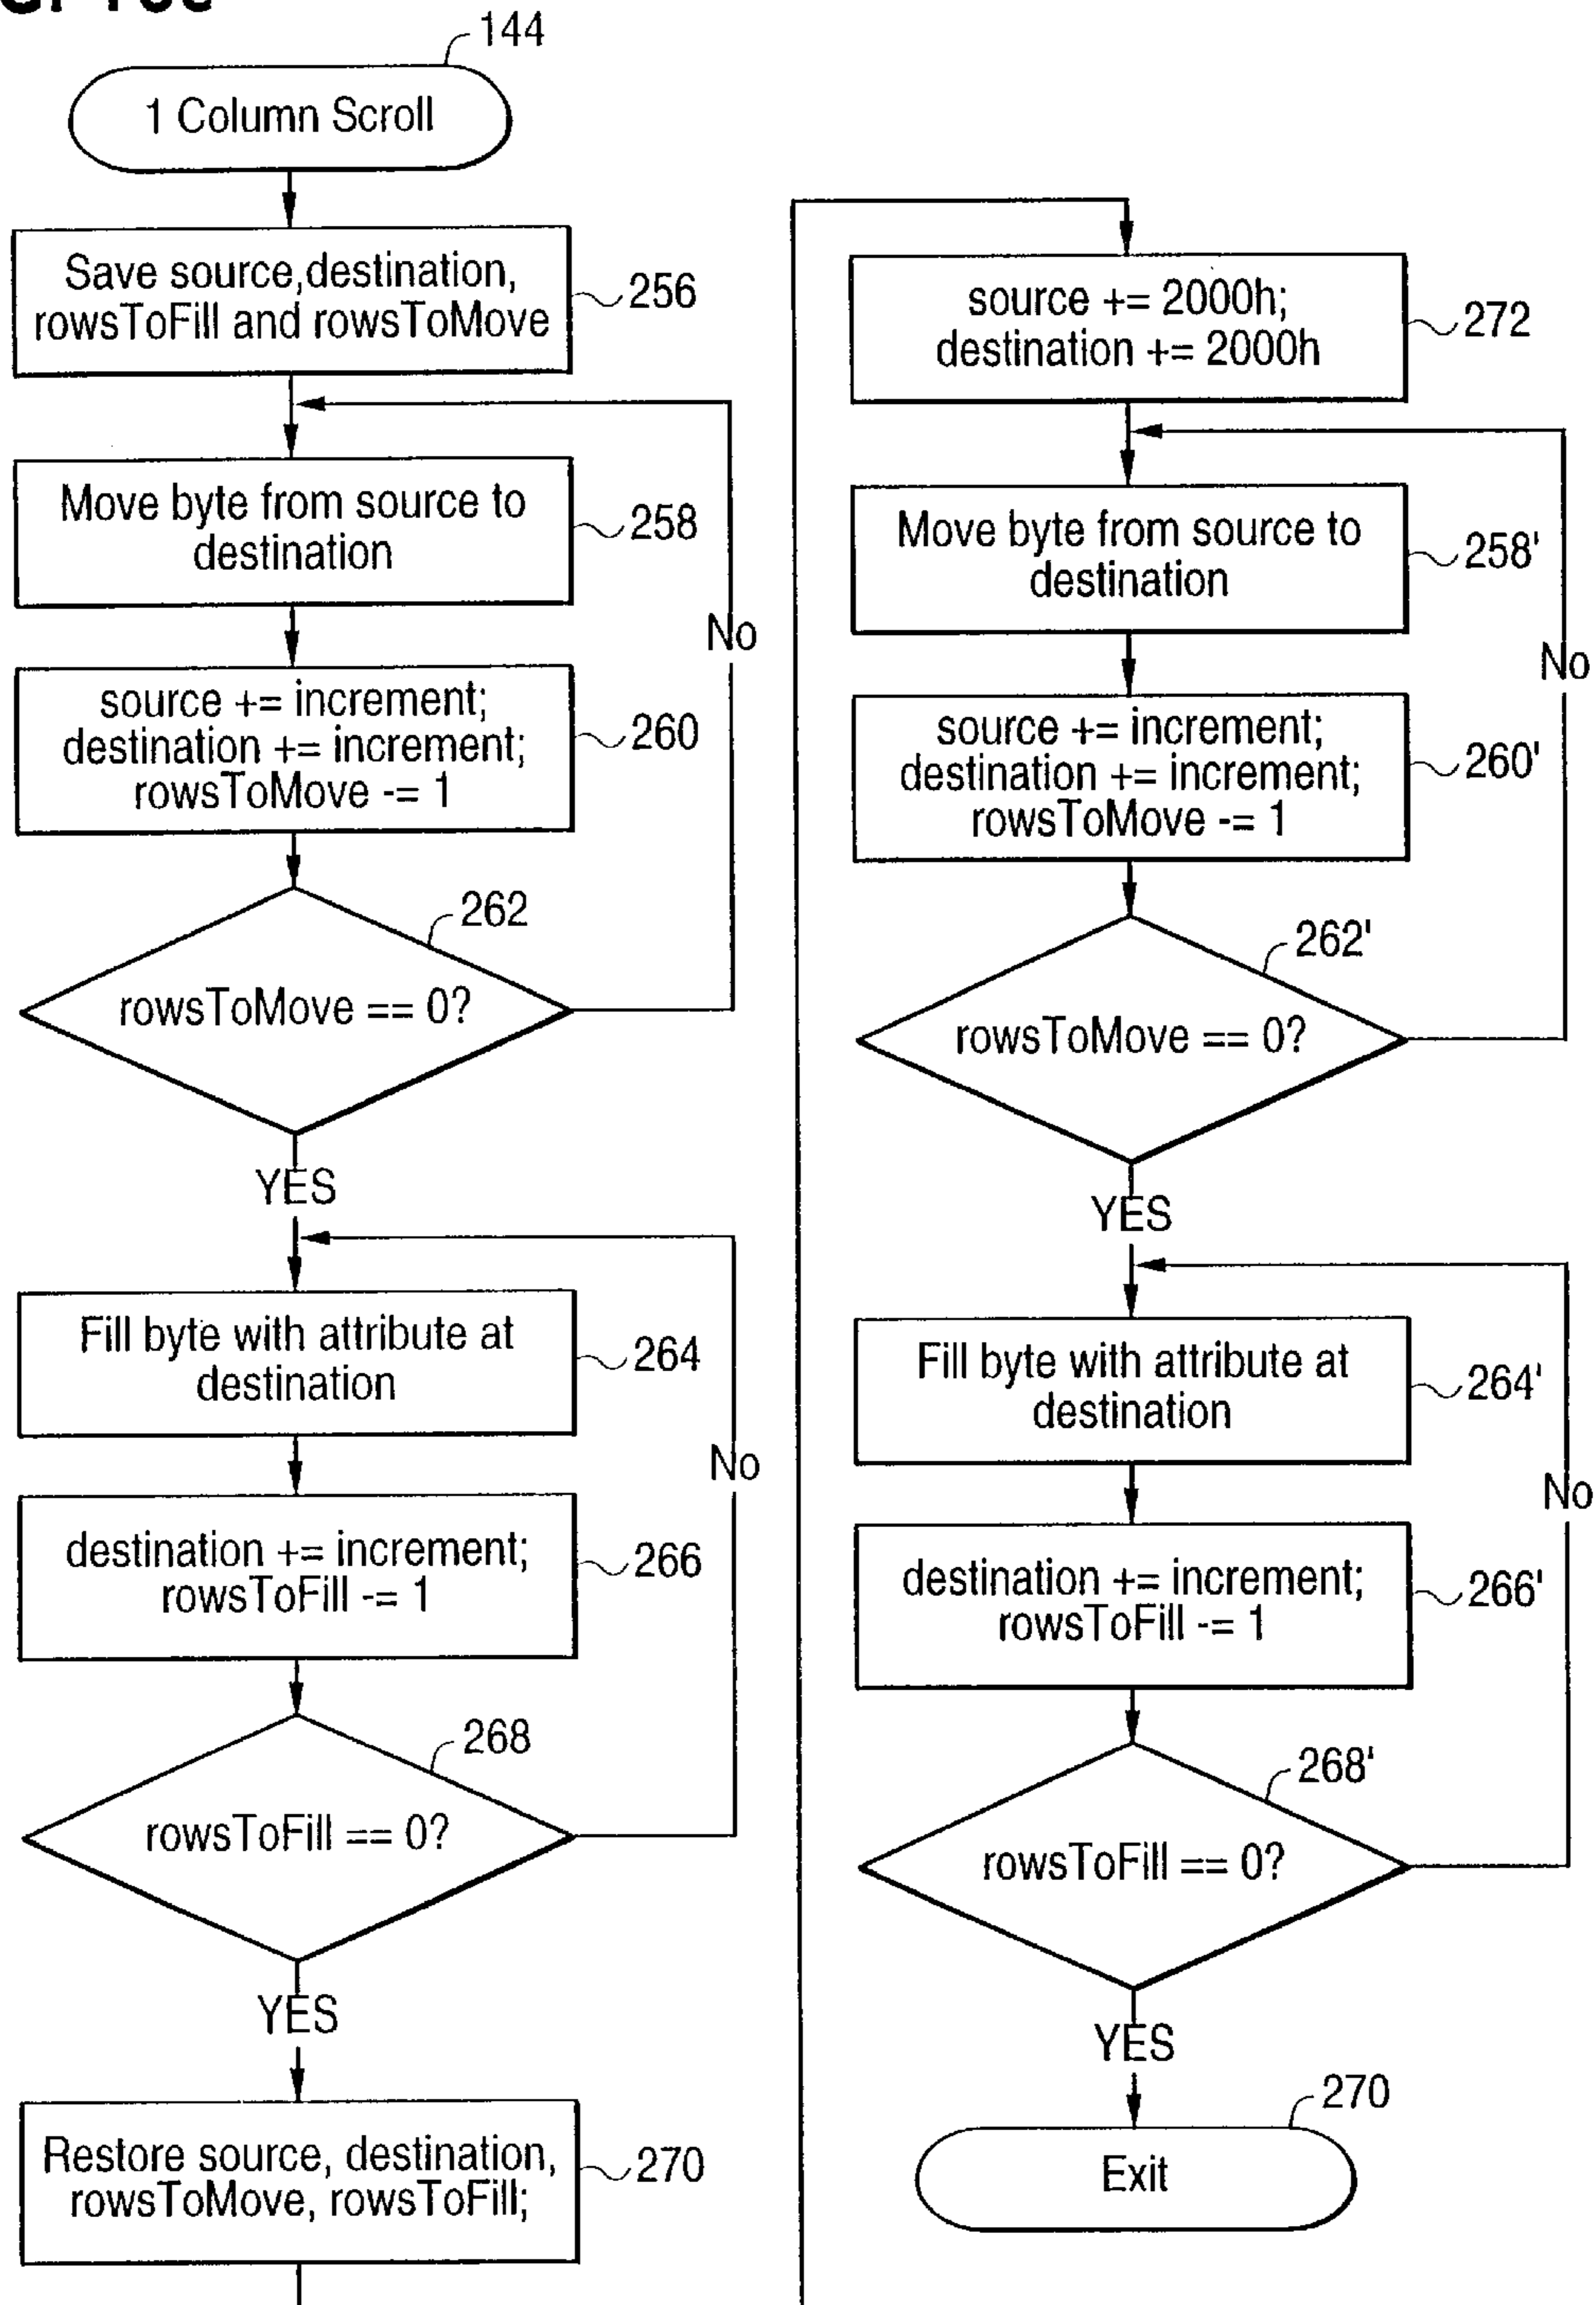 144
1 Column Scroll
Save source,destination,
rowsToFill and rowsToMove
256
Move byte from source to
destination
258
No
source += increment;
destination += increment;
rowsToMove -= 1
260
262
rowsToMove == 0?
YES
Fill byte with attribute at
destination
264
No
destination += increment;
rowsToFill -= 1
266
268
rowsToFill == 0?
YES
Restore source, destination,
rowsToMove, rowsToFill;
270
source += 2000h;
destination += 2000h
272
Move byte from source to
destination
258'
No
source += increment;
destination += increment;
rowsToMove -= 1
260'
262'
rowsToMove == 0?
YES
Fill byte with attribute at
destination
264'
No
destination += increment;
rowsToFill -= 1
266'
268'
rowsToFill == 0?
YES
270
Exit